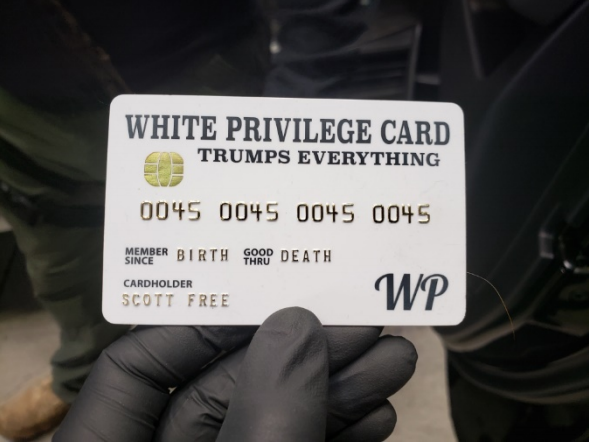 WHITE PRIVILEGE CARD
TRUMPS EVERYTHING
0045 0045 0045 0045
MEMBER SINCE BIRTH GOOD THRU DEATH
CARDHOLDER
SCOTT FREE
WP